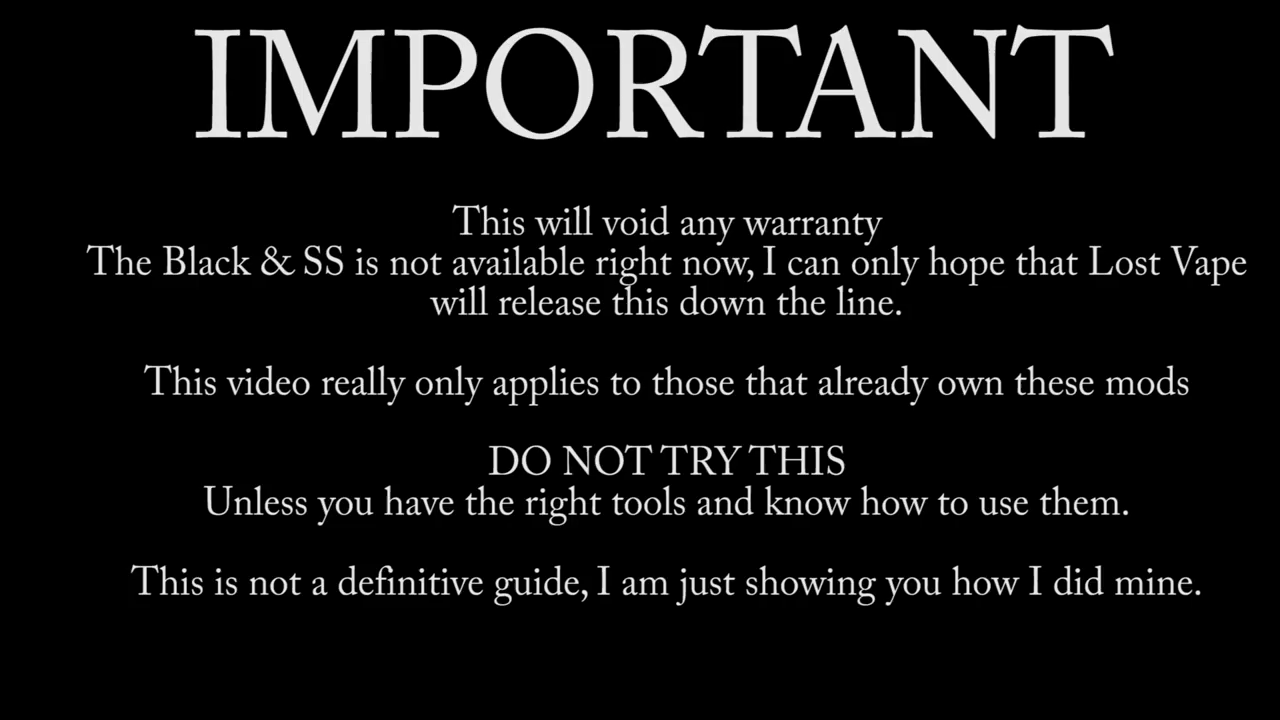 IMPORTANT
This will void any warranty
The Black & SS is not available right now, I can only hope that Lost Vape
will release this down the line.
This video really only applies to those that already own these mods
DO NOT TRY THIS
Unless you have the right tools and know how to use them.
This is not a definitive guide, I am just showing you how I did mine.